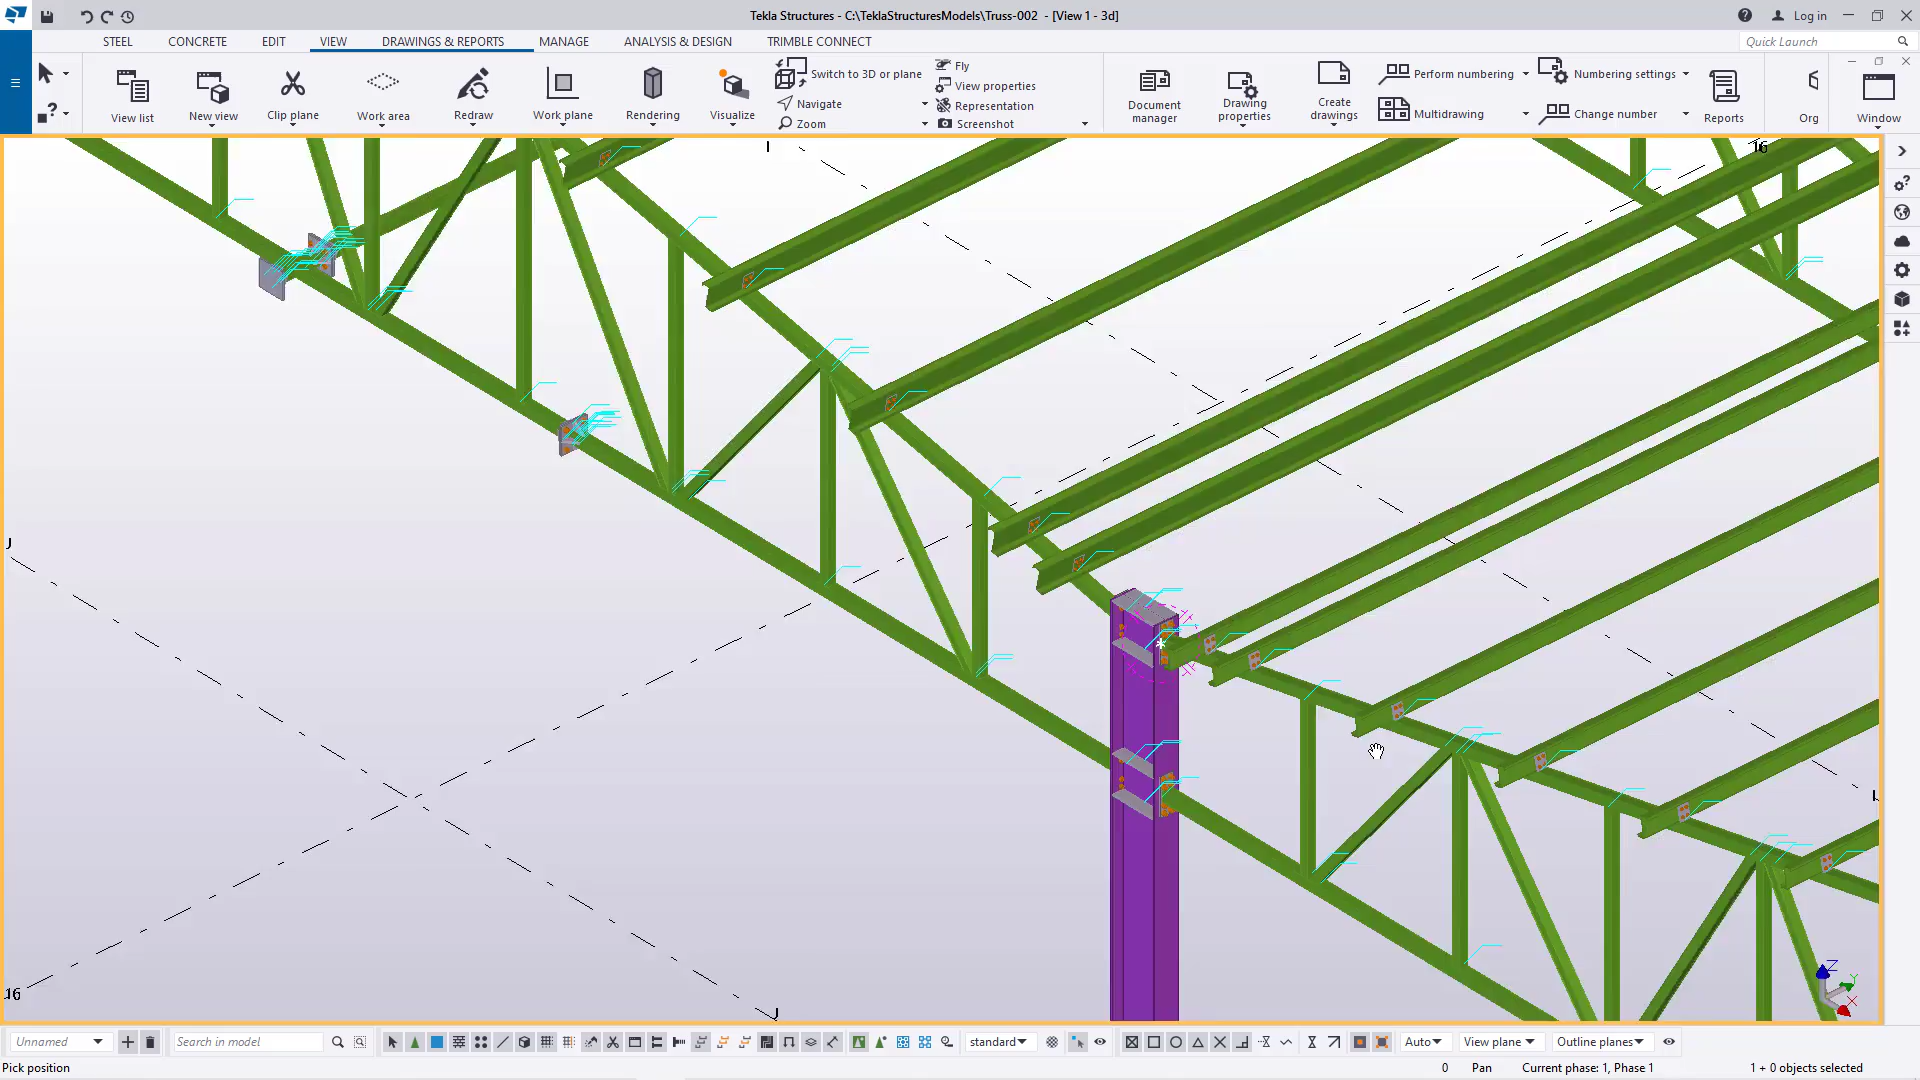 Tekla Structures - C:\TeklaStructuresModels\Truss-002 - [View 1 - 3d]
Log in
STEEL CONCRETE EDIT VIEW DRAWINGS & REPORTS MANAGE ANALYSIS & DESIGN TRIMBLE CONNECT
Quick Launch
View list
New view
Clip plane
Work area
Redraw
Work plane
Rendering
Visualize
Switch to 3D or plane
Navigate
Zoom
Fly
View properties
Representation
Screenshot
Document manager
Drawing properties
Create drawings
Perform numbering
Multidrawing
Numbering settings
Change number
Reports
Org
Window
I
16
J
I
16
J
Z
Y
X
Unnamed
Search in model
standard
Auto
View plane
Outline planes
Pick position
0
Pan
Current phase: 1, Phase 1
1 + 0 objects selected